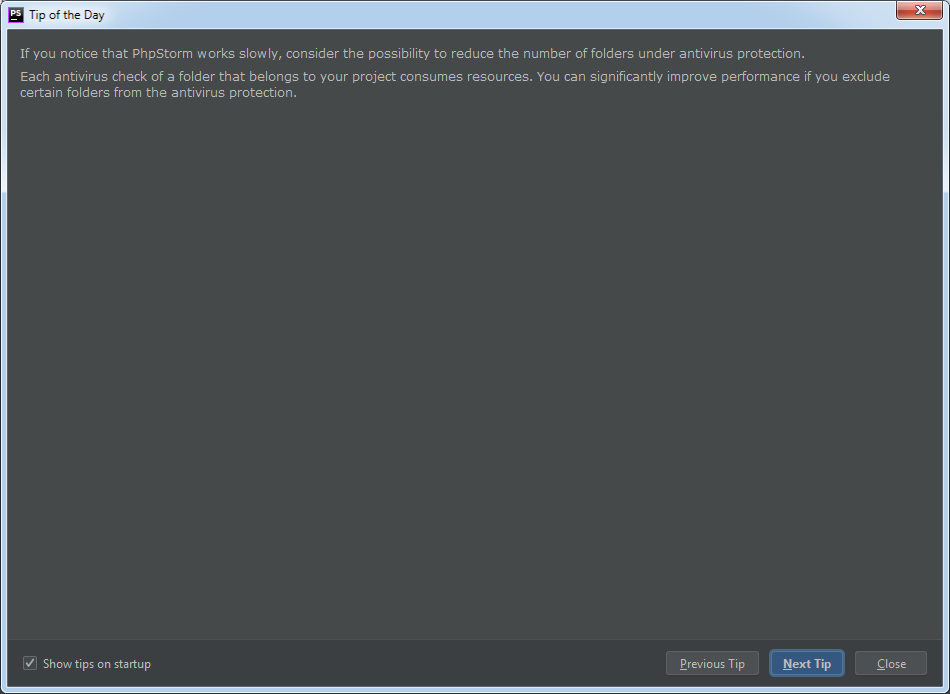 PS Tip of the Day
If you notice that PhpStorm works slowly, consider the possibility to reduce the number of folders under antivirus protection.
Each antivirus check of a folder that belongs to your project consumes resources. You can significantly improve performance if you exclude
certain folders from the antivirus protection.
Show tips on startup
Previous Tip
Next Tip
Close